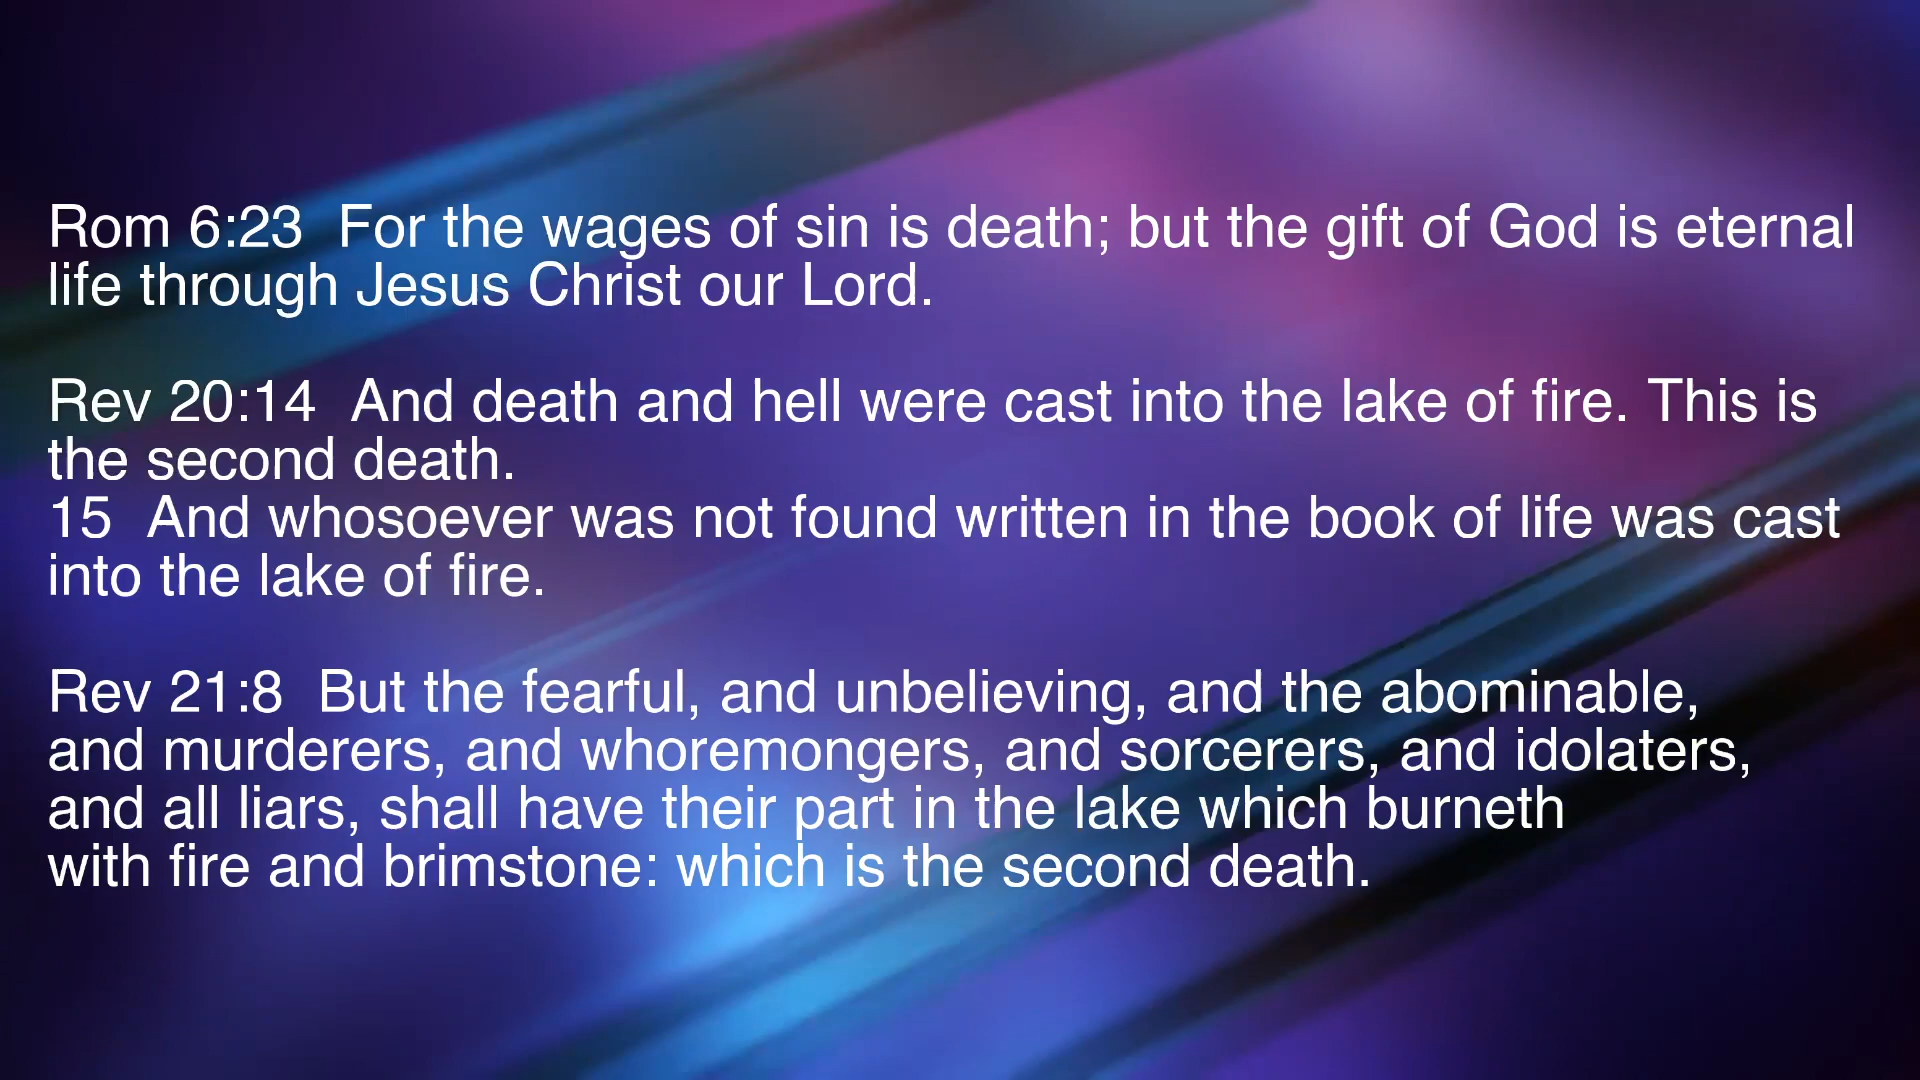 Rom 6:23  For the wages of sin is death; but the gift of God is eternal
life through Jesus Christ our Lord.
Rev 20:14  And death and hell were cast into the lake of fire. This is
the second death.
15  And whosoever was not found written in the book of life was cast
into the lake of fire.
Rev 21:8  But the fearful, and unbelieving, and the abominable,
and murderers, and whoremongers, and sorcerers, and idolaters,
and all liars, shall have their part in the lake which burneth
with fire and brimstone: which is the second death.